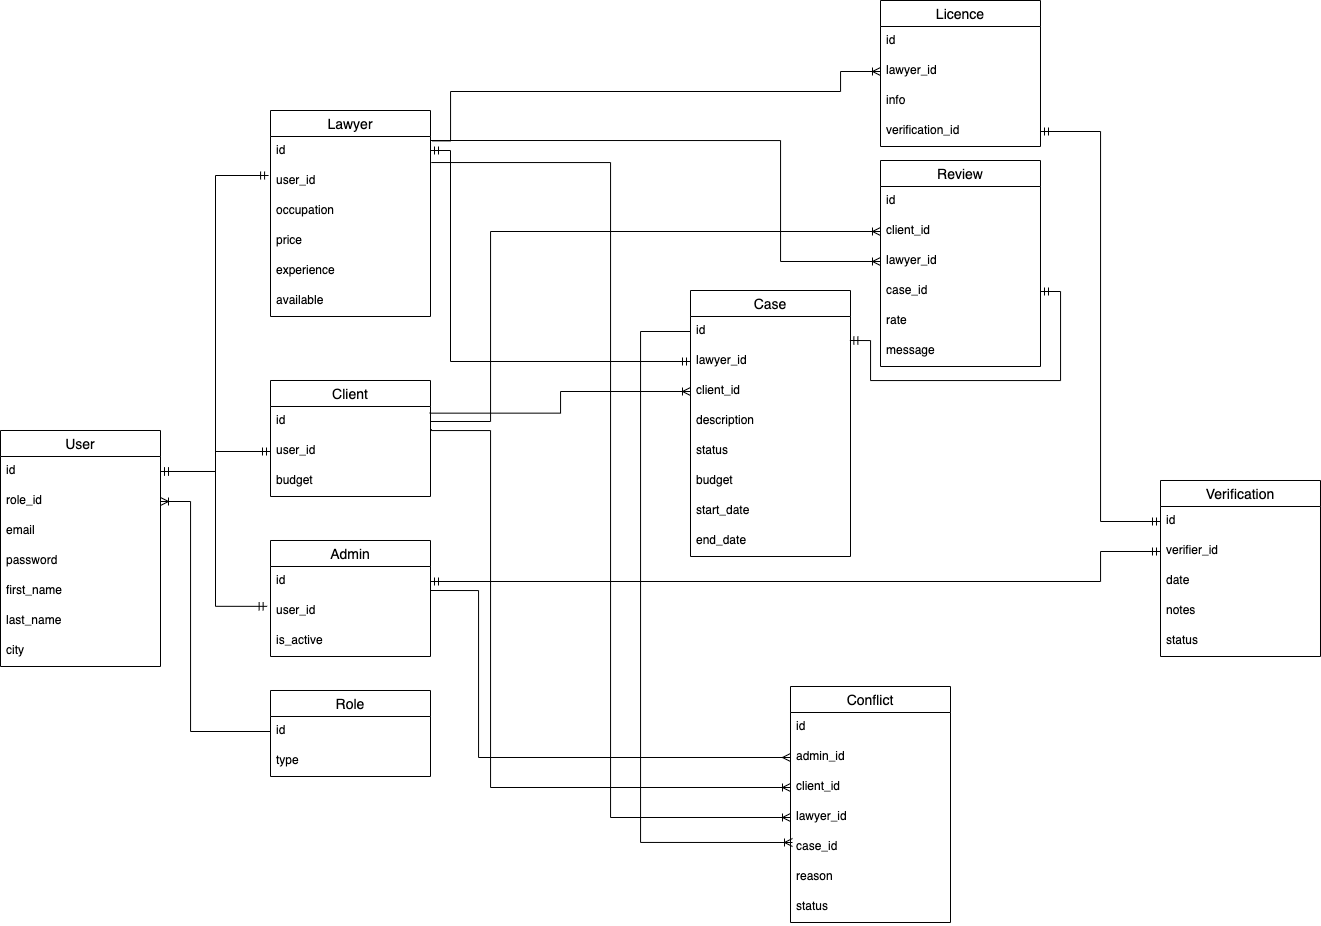 Licence
id
lawyer_id
info
verification_id
Lawyer
id
user_id
occupation
price
experience
available
Review
id
client_id
lawyer_id
case_id
rate
message
Case
id
lawyer_id
client_id
description
status
budget
start_date
end_date
Client
id
user_id
budget
User
id
role_id
email
password
first_name
last_name
city
Verification
id
verifier_id
date
notes
status
Admin
id
user_id
is_active
Role
id
type
Conflict
id
admin_id
client_id
lawyer_id
case_id
reason
status